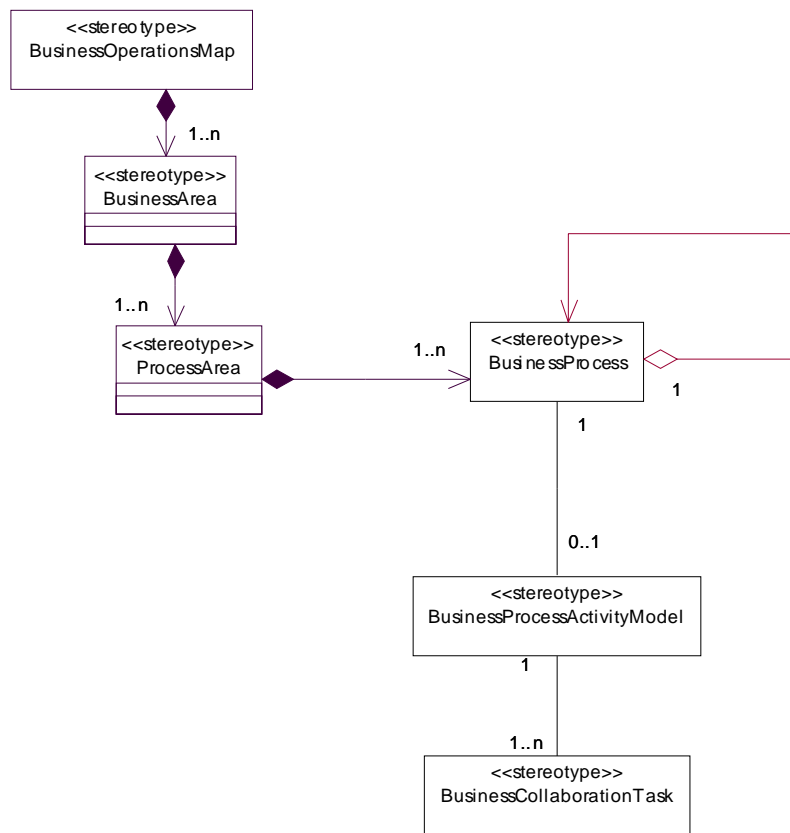 <<stereotype>>
BusinessOperationsMap
1..n
<<stereotype>>
BusinessArea
1..n
<<stereotype>>
ProcessArea
1..n
<<stereotype>>
BusinessProcess
1
1
0..1
<<stereotype>>
BusinessProcessActivityModel
1
1..n
<<stereotype>>
BusinessCollaborationTask